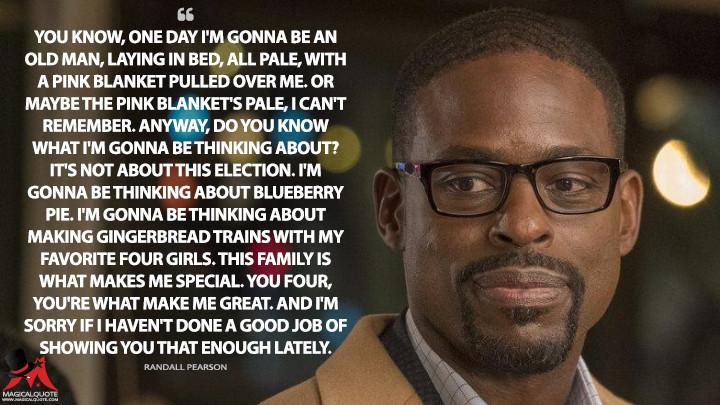 “
YOU KNOW, ONE DAY I'M GONNA BE AN
OLD MAN, LAYING IN BED, ALL PALE, WITH
A PINK BLANKET PULLED OVER ME. OR
MAYBE THE PINK BLANKET'S PALE, I CAN'T
REMEMBER. ANYWAY, DO YOU KNOW
WHAT I'M GONNA BE THINKING ABOUT?
IT'S NOT ABOUT THIS ELECTION. I'M
GONNA BE THINKING ABOUT BLUEBERRY
PIE. I'M GONNA BE THINKING ABOUT
MAKING GINGERBREAD TRAINS WITH MY
FAVORITE FOUR GIRLS. THIS FAMILY IS
WHAT MAKES ME SPECIAL. YOU FOUR,
YOU'RE WHAT MAKE ME GREAT. AND I'M
SORRY IF I HAVEN'T DONE A GOOD JOB OF
SHOWING YOU THAT ENOUGH LATELY.
RANDALL PEARSON
MAGICALQUOTE
WWW.MAGICALQUOTE.COM